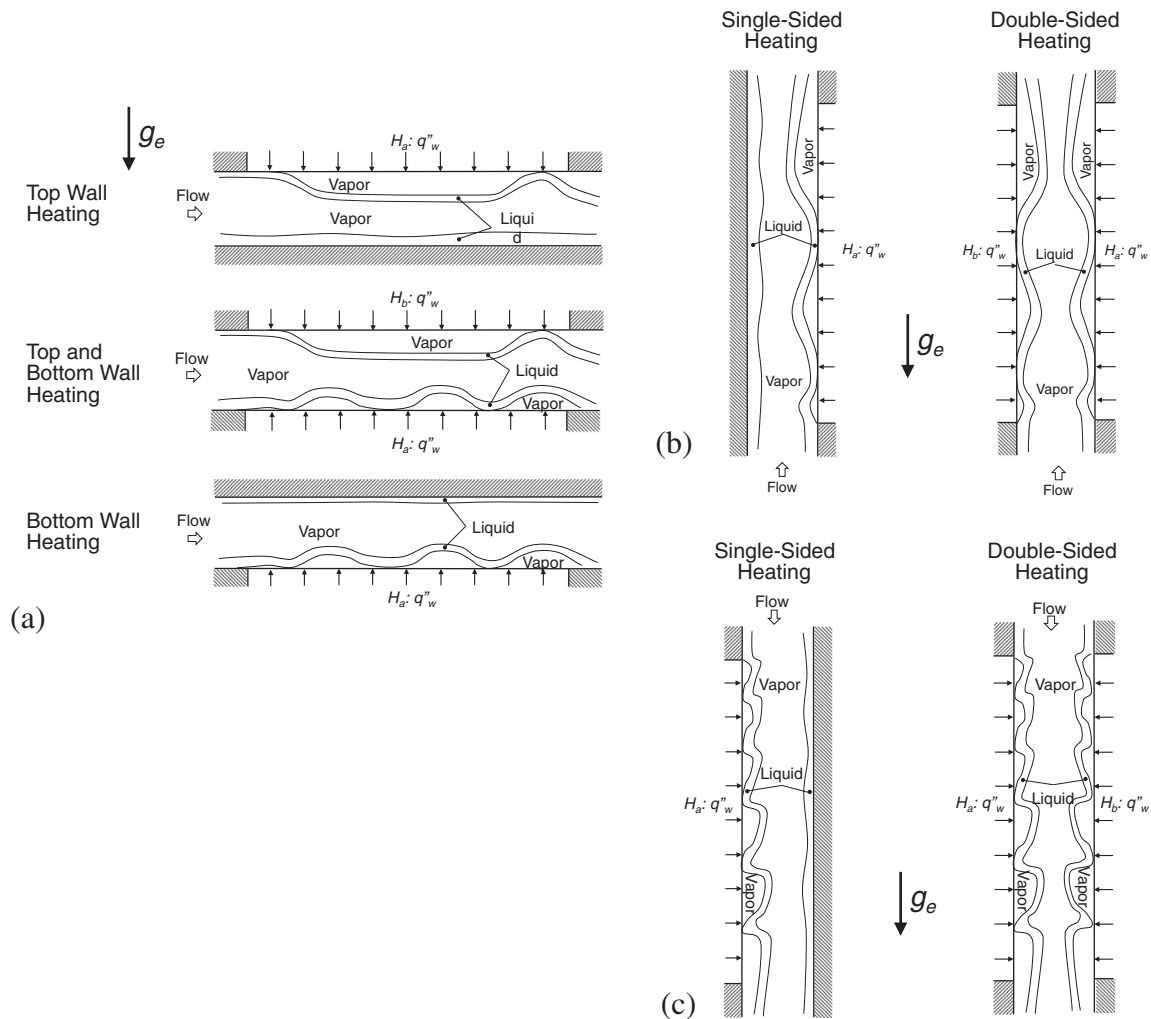 g_e
Top Wall
Heating
Flow
H_a: q"_w
Vapor
Vapor
Liqui
d
Top and
Bottom Wall
Heating
Flow
H_b: q"_w
Vapor
Vapor
Liquid
Vapor
H_a: q"_w
Bottom Wall
Heating
Flow
Vapor
Liquid
Vapor
H_a: q"_w
(a)
Single-Sided
Heating
Vapor
Liquid
H_a: q"_w
Vapor
Flow
g_e
Double-Sided
Heating
Vapor
Vapor
H_b: q"_w
Liquid
H_a: q"_w
Vapor
Flow
(b)
Single-Sided
Heating
Flow
Vapor
Liquid
H_a: q"_w
Vapor
g_e
Double-Sided
Heating
Flow
Vapor
Liquid
H_a: q"_w
H_b: q"_w
Vapor
Vapor
(c)